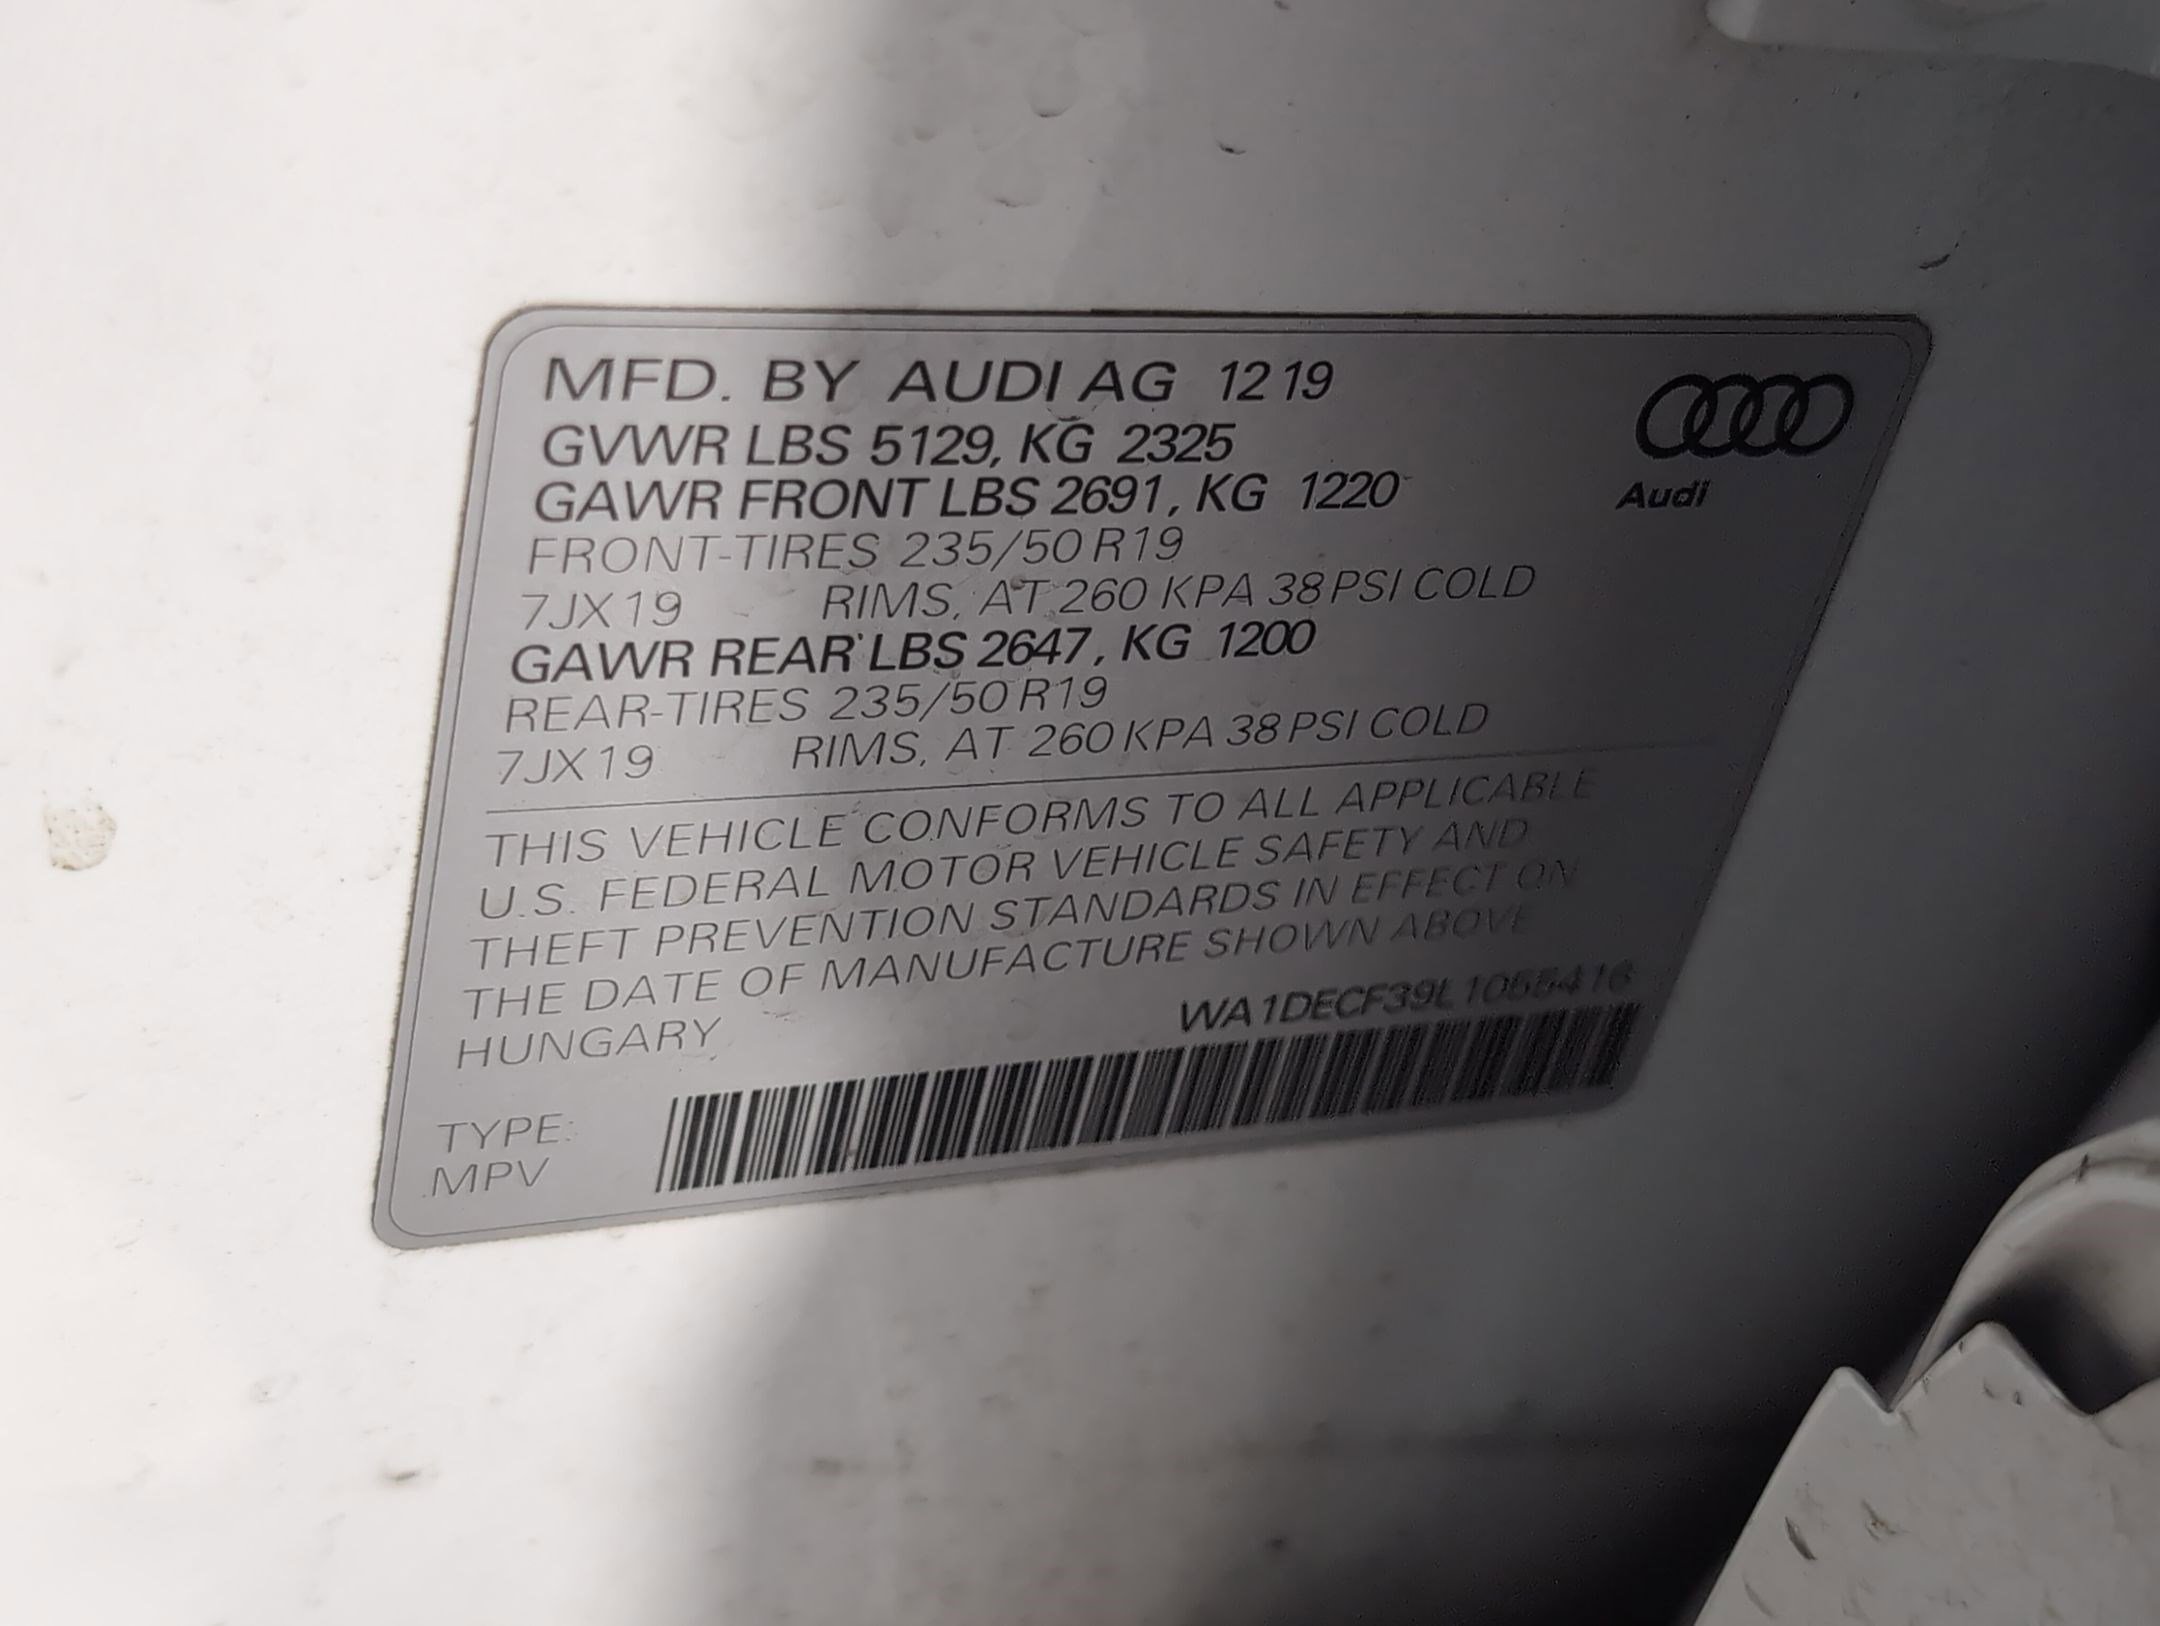 MFD. BY AUDI AG 12 19
GVWR LBS 5129, KG 2325
GAWR FRONT LBS 2691, KG 1220
FRONT-TIRES 235/50 R19
7JX19 RIMS, AT 260 KPA 38 PSI COLD
GAWR REAR LBS 2647, KG 1200
REAR-TIRES 235/50 R19
7JX19 RIMS, AT 260 KPA 38 PSI COLD
Audi
THIS VEHICLE CONFORMS TO ALL APPLICABLE
U.S. FEDERAL MOTOR VEHICLE SAFETY AND
THEFT PREVENTION STANDARDS IN EFFECT ON
THE DATE OF MANUFACTURE SHOWN ABOVE
HUNGARY
WA1DECF39L1055416
TYPE:
MPV